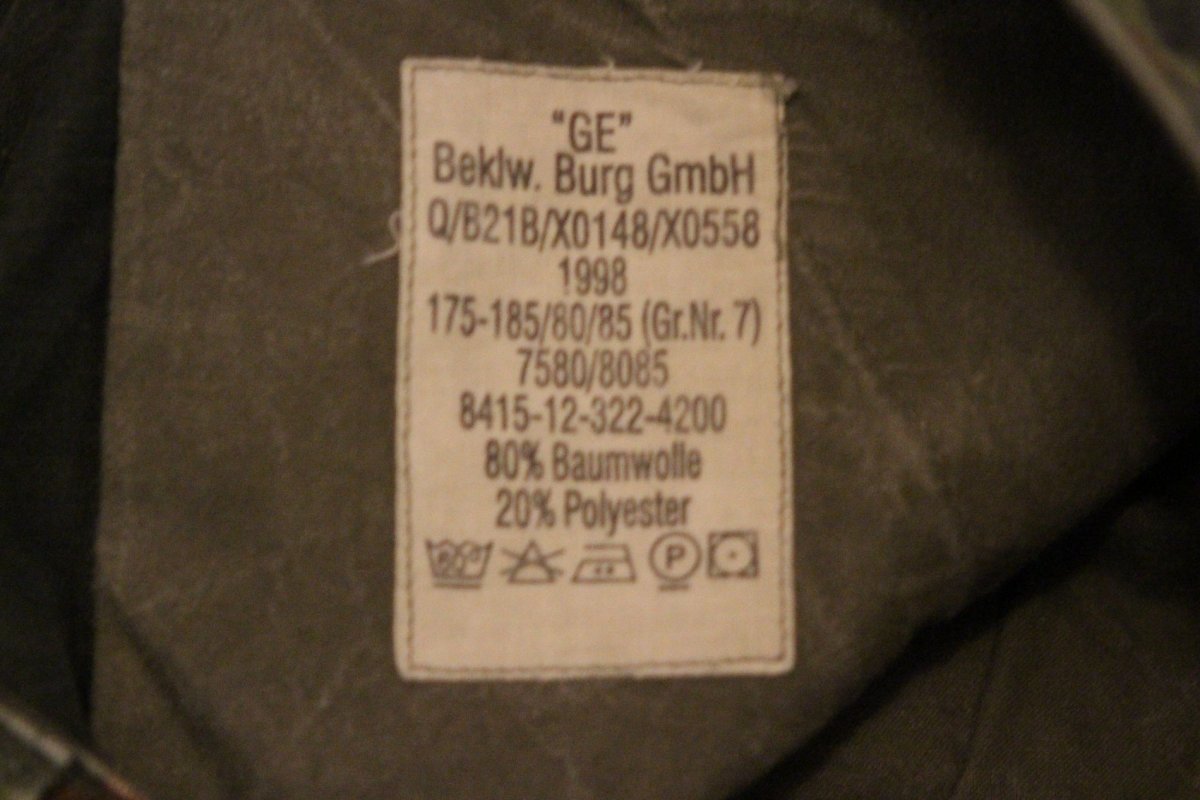 “GE”
Beklw. Burg GmbH
Q/B21B/X0148/X0558
1998
175-185/80/85 (Gr.Nr. 7)
7580/8085
8415-12-322-4200
80% Baumwolle
20% Polyester
60° P